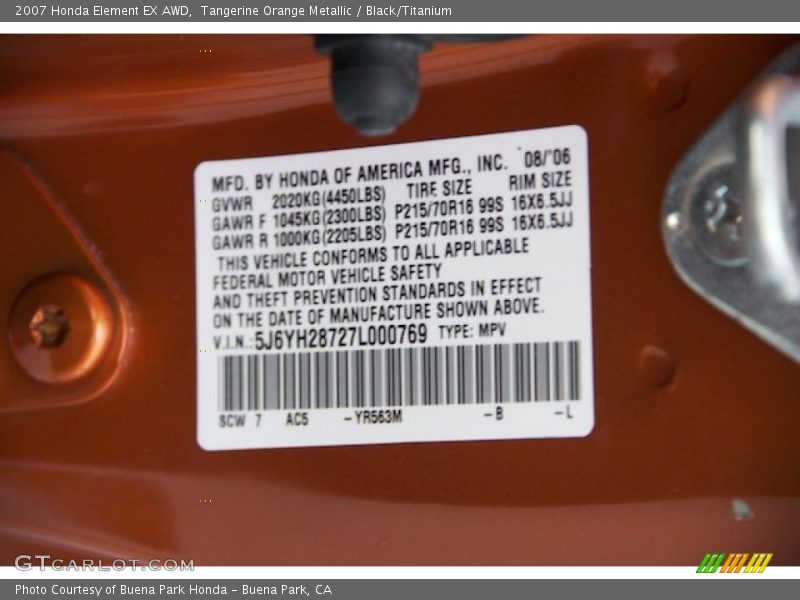 2007 Honda Element EX AWD,  Tangerine Orange Metallic / Black/Titanium
MFD. BY HONDA OF AMERICA MFG., INC. 08/'06
GVWR 2020KG(4450LBS) TIRE SIZE RIM SIZE
GAWR F 1045KG(2300LBS) P215/70R16 99S 16X6.5JJ
GAWR R 1000KG(2205LBS) P215/70R16 99S 16X6.5JJ
THIS VEHICLE CONFORMS TO ALL APPLICABLE
FEDERAL MOTOR VEHICLE SAFETY
AND THEFT PREVENTION STANDARDS IN EFFECT
ON THE DATE OF MANUFACTURE SHOWN ABOVE.
V.I.N.: 5J6YH28727L000769 TYPE: MPV
SCW 7 AC5 -YR563M -B -L
GTCARLOT.COM
Photo Courtesy of Buena Park Honda - Buena Park, CA